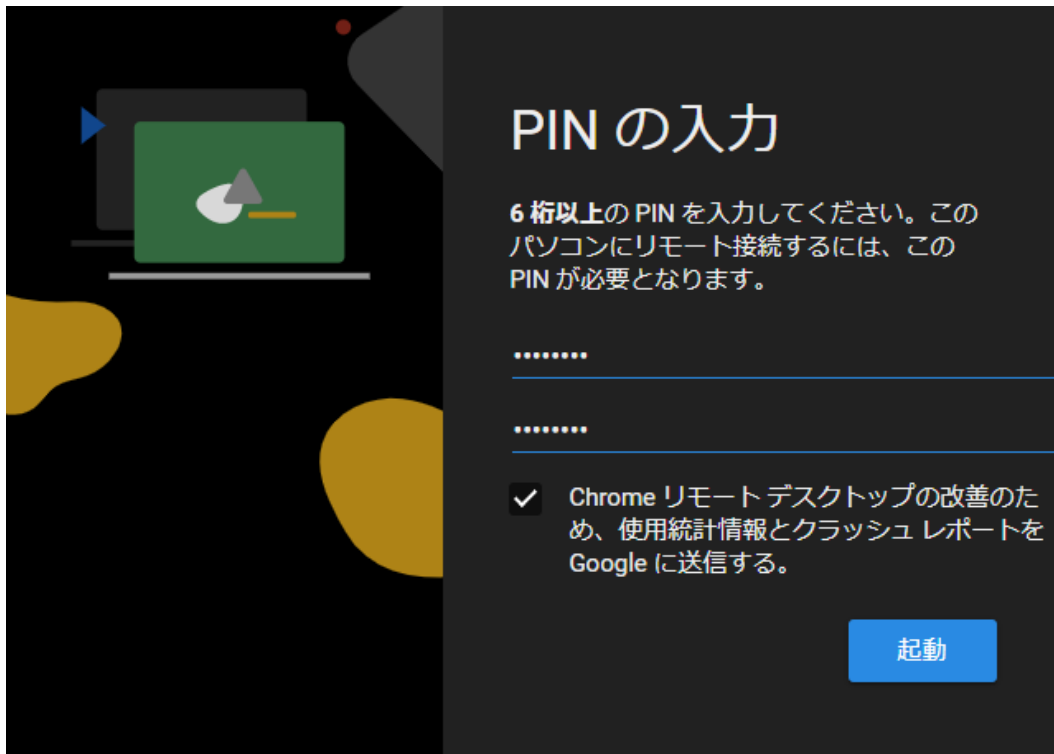 PIN の入力
6 桁以上の PIN を入力してください。この
パソコンにリモート接続するには、この
PIN が必要となります。
••••••••
••••••••
Chrome リモート デスクトップの改善のた
め、使用統計情報とクラッシュ レポートを
Google に送信する。
起動